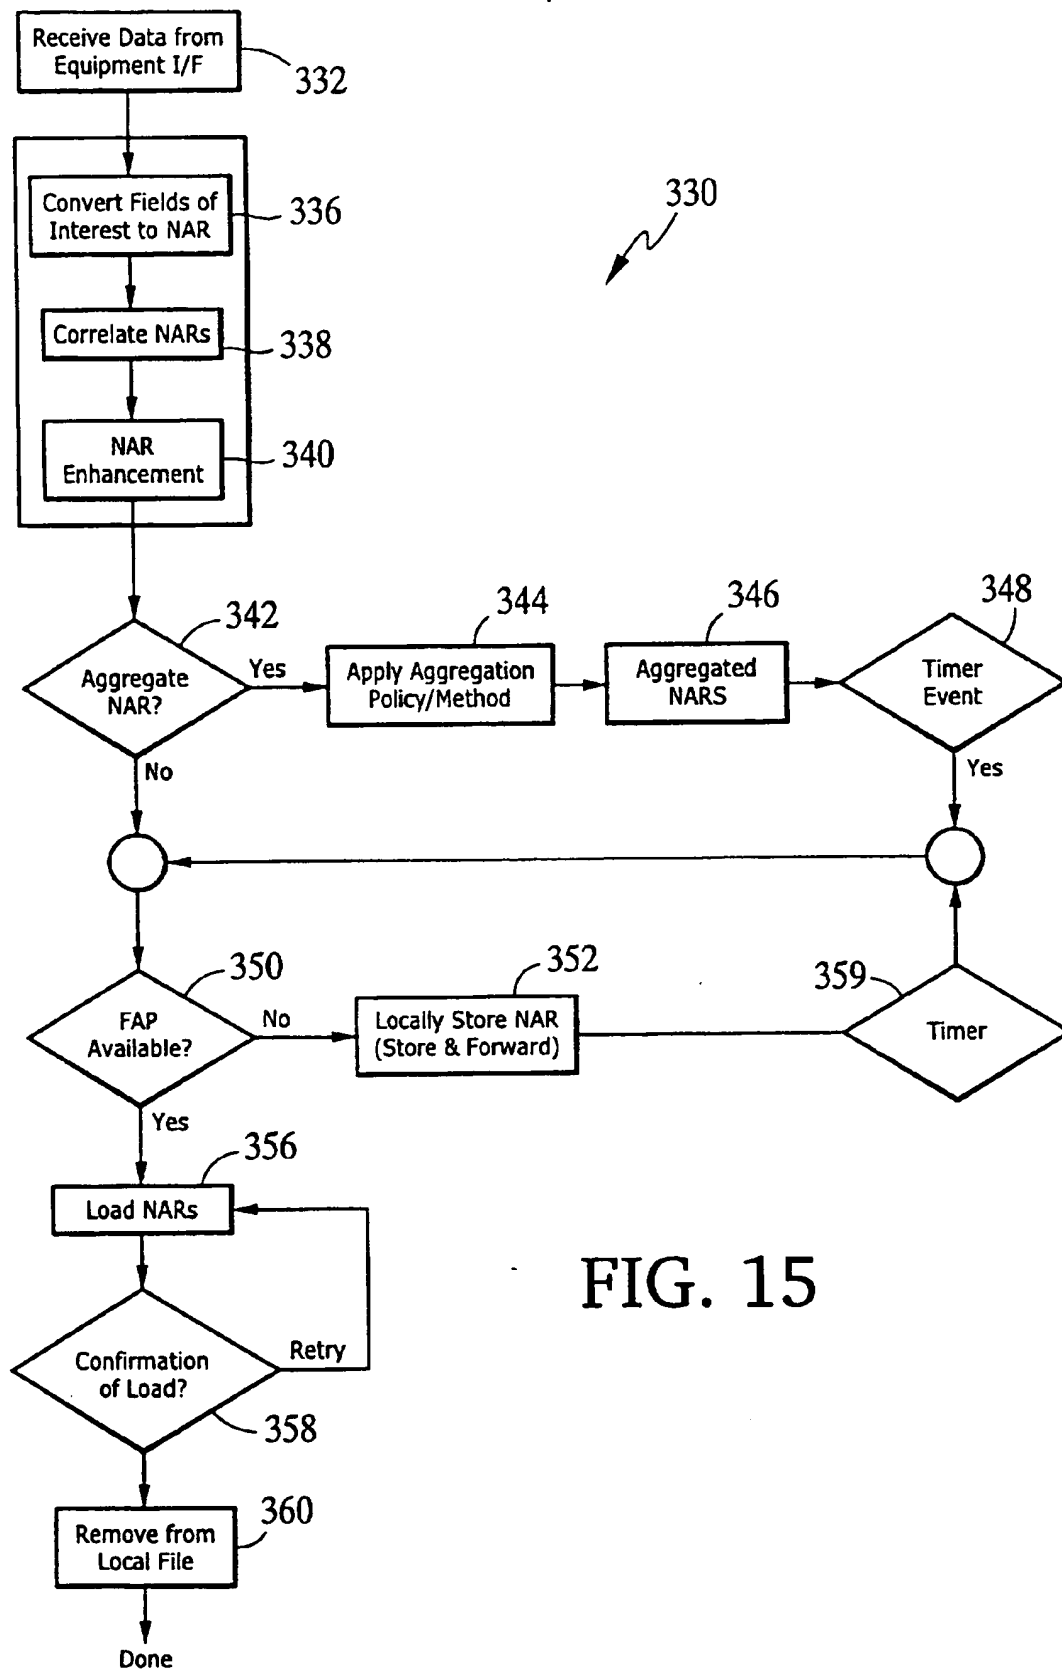 Receive Data from
Equipment I/F
332
Convert Fields of
Interest to NAR
336
330
Correlate NARs
338
NAR
Enhancement
340
342
344
346
348
Aggregate
NAR?
Yes
Apply Aggregation
Policy/Method
Aggregated
NARS
Timer
Event
No
Yes
350
352
359
FAP
Available?
No
Locally Store NAR
(Store & Forward)
Timer
Yes
356
Load NARs
FIG. 15
Confirmation
of Load?
Retry
358
360
Remove from
Local File
Done